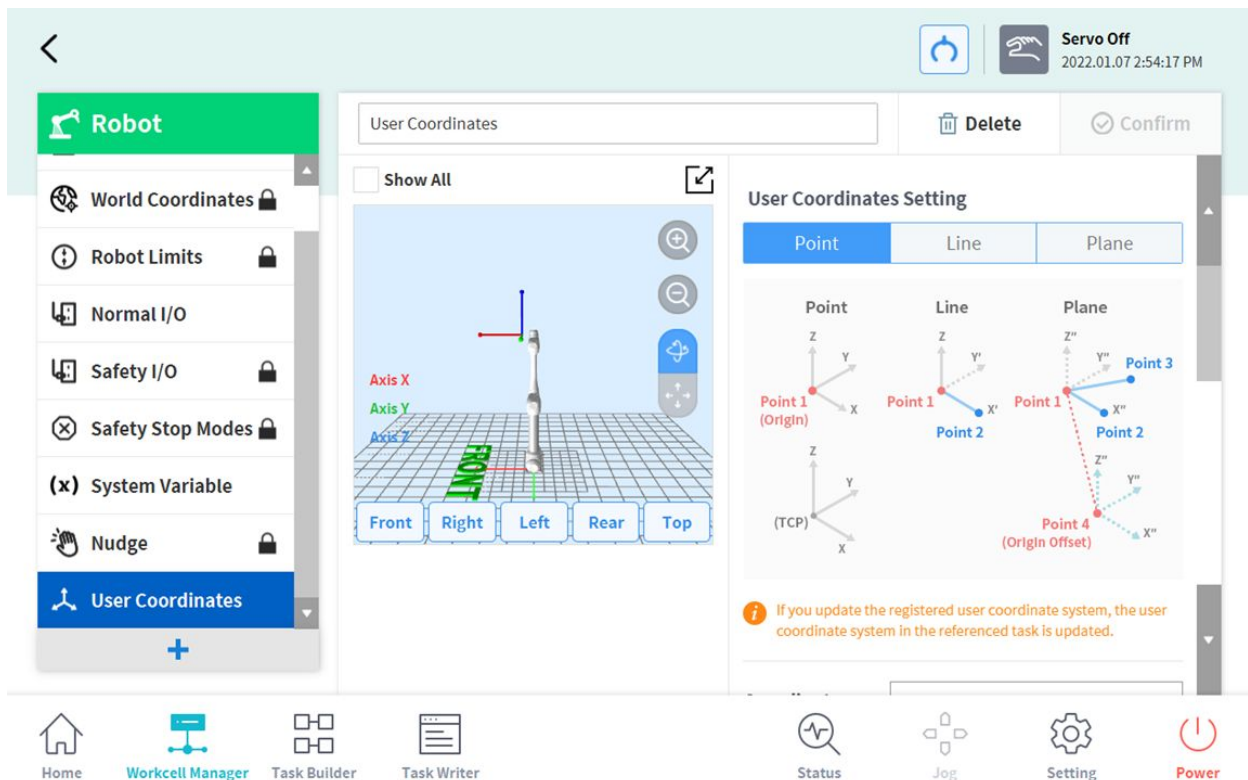 Servo Off
2022.01.07 2:54:17 PM
Robot
World Coordinates
Robot Limits
Normal I/O
Safety I/O
Safety Stop Modes
(x) System Variable
Nudge
User Coordinates
+
User Coordinates
Delete
Confirm
Show All
Axis X
Axis Y
Axis Z
FRONT
Front
Right
Left
Rear
Top
User Coordinates Setting
Point
Line
Plane
Point
Z
Y
X
Point 1
(Origin)
Z
Y
X
(TCP)
Line
Z
Y'
X'
Point 1
Point 2
Plane
Z"
Y"
X"
Point 1
Point 3
Point 2
Z"
Y"
X"
Point 4
(Origin Offset)
If you update the registered user coordinate system, the user
coordinate system in the referenced task is updated.
Home
Workcell Manager
Task Builder
Task Writer
Status
Jog
Setting
Power